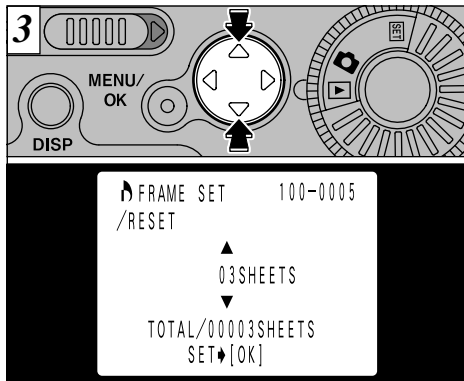 3
SET
MENU/
OK
DISP
FRAME SET 100-0005
/RESET
03SHEETS
TOTAL/00003SHEETS
SET [OK]